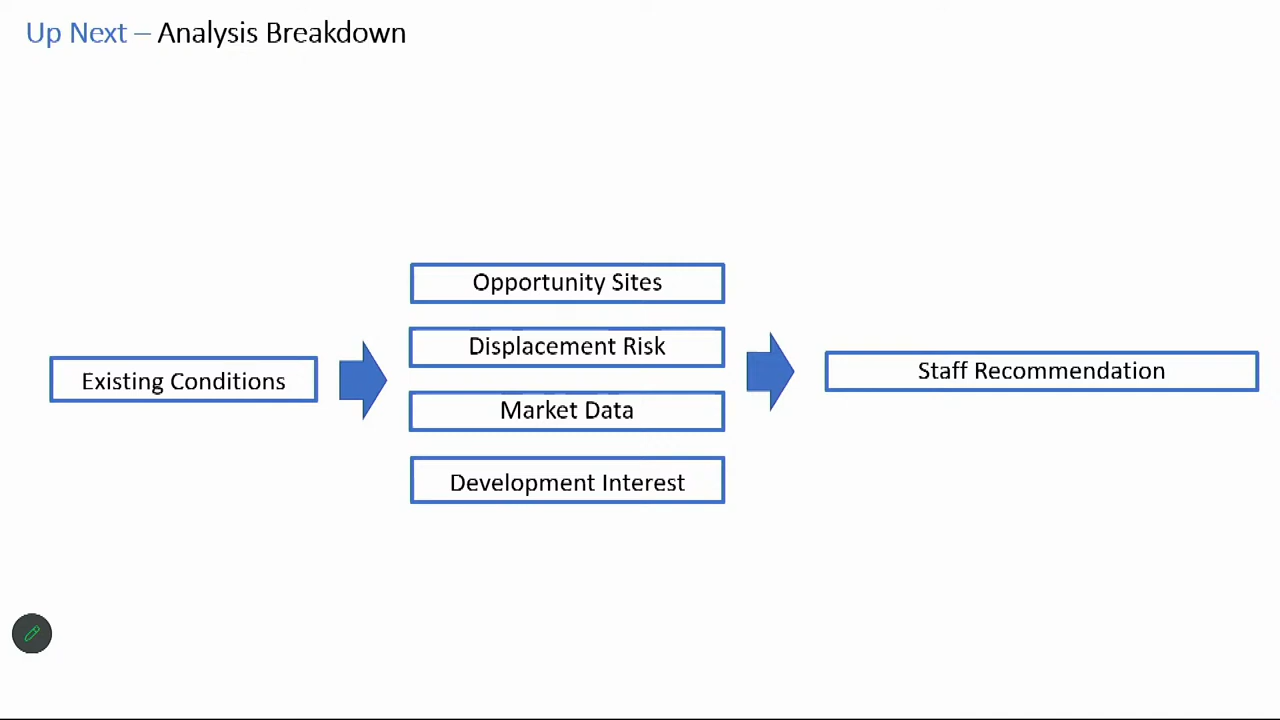 Up Next – Analysis Breakdown
Existing Conditions
Opportunity Sites
Displacement Risk
Market Data
Development Interest
Staff Recommendation